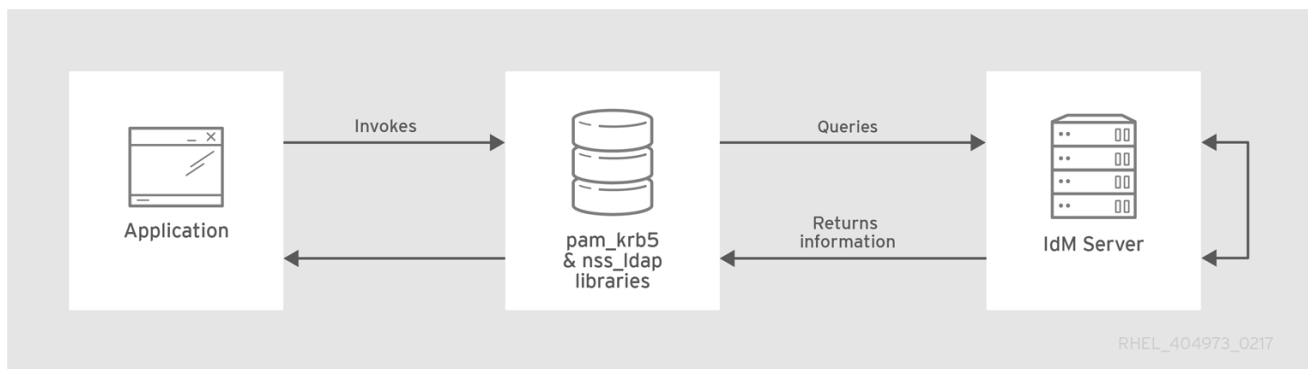 Invokes
Queries
Application
Returns
information
pam_krb5
& nss_ldap
libraries
IdM Server
RHEL_404973_0217